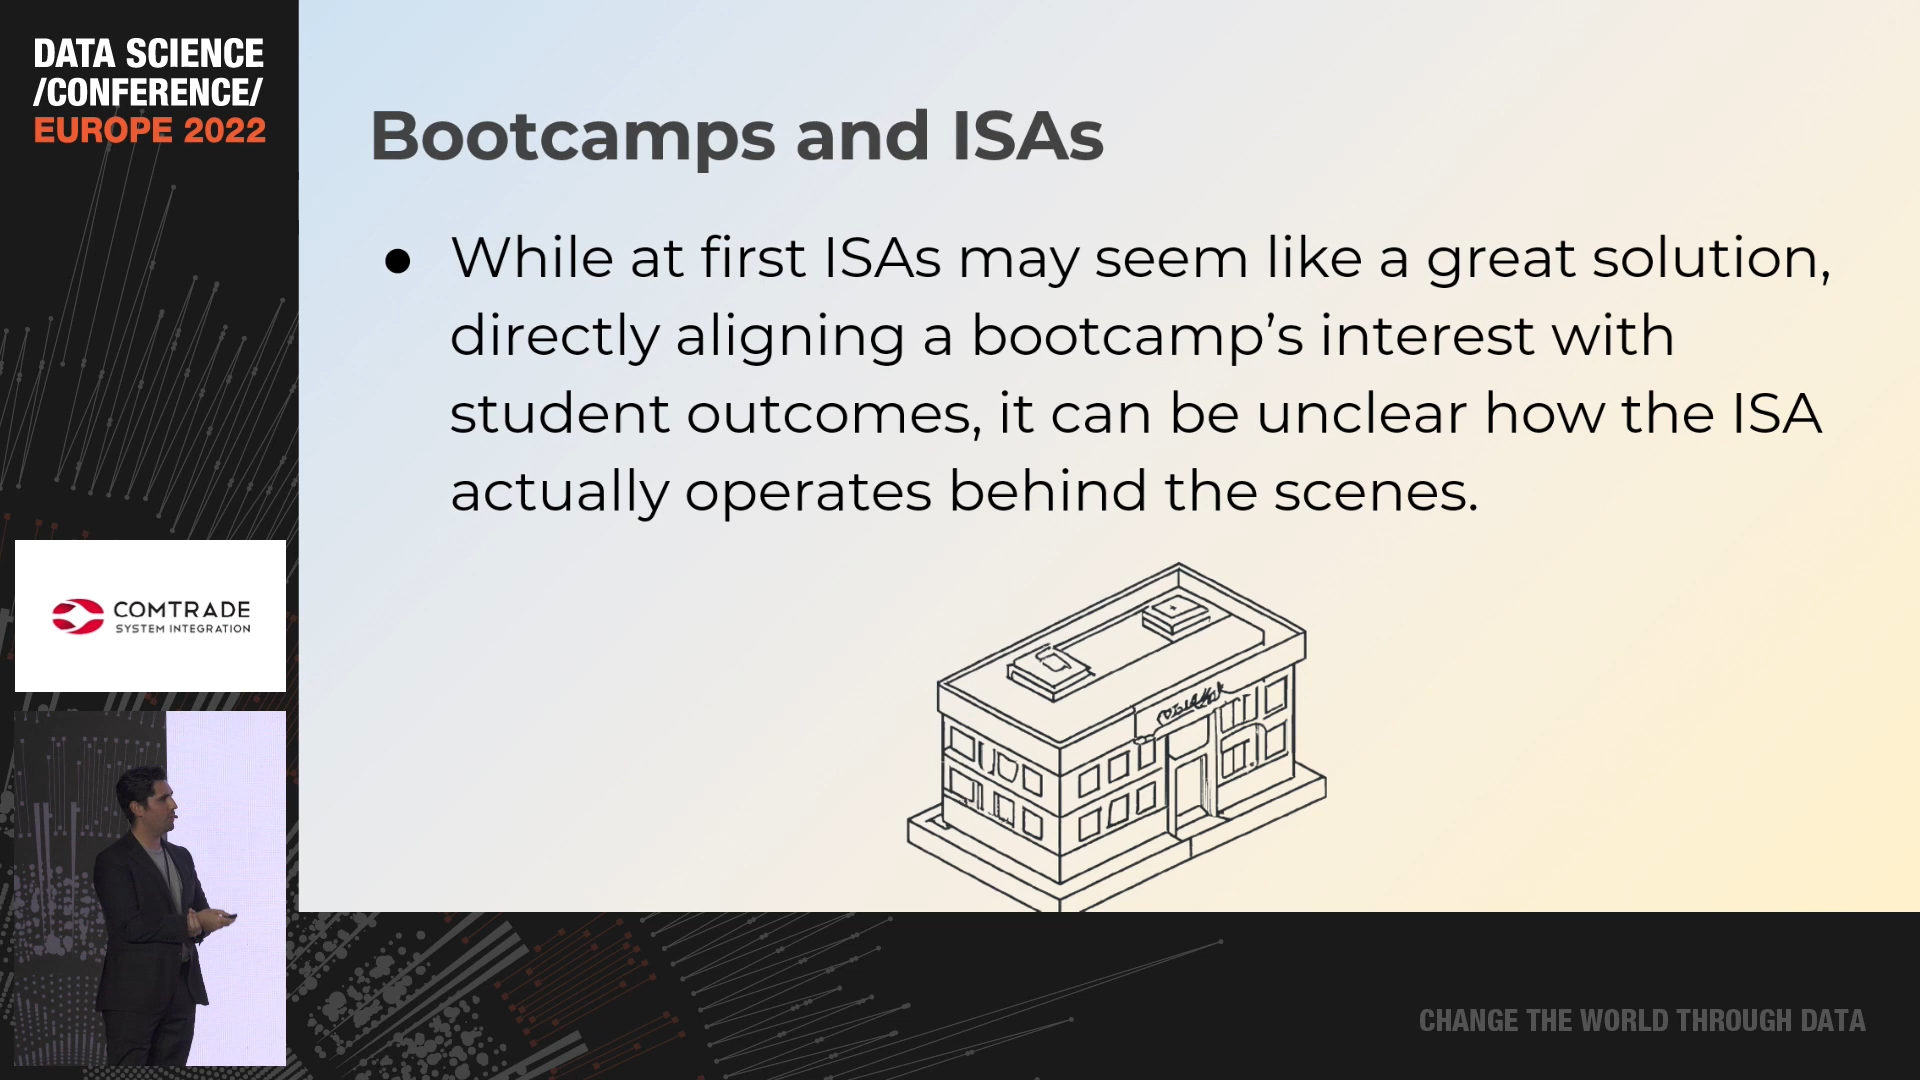 DATA SCIENCE
/CONFERENCE/
EUROPE 2022
Bootcamps and ISAs
● While at first ISAs may seem like a great solution,
directly aligning a bootcamp’s interest with
student outcomes, it can be unclear how the ISA
actually operates behind the scenes.
COMTRADE
SYSTEM INTEGRATION
CHANGE THE WORLD THROUGH DATA